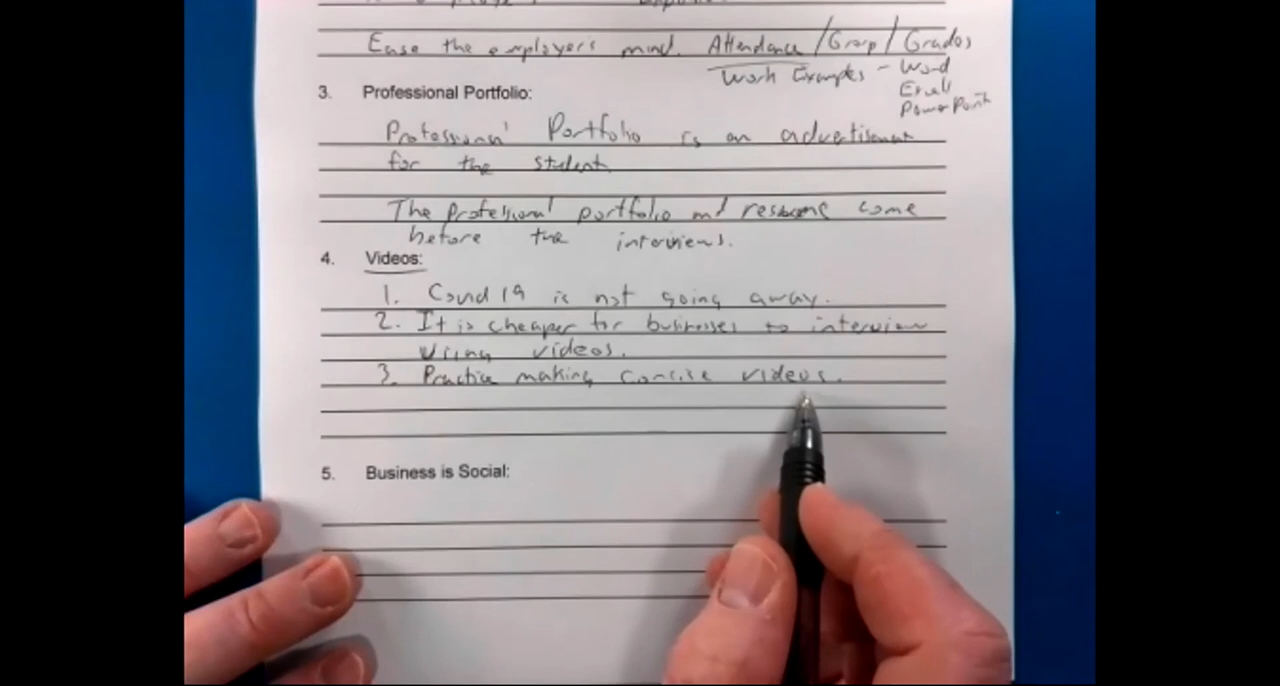 Ease the employer's mind. Attendance / Group / Grades
Work Examples - Word
Excell
PowerPoint
3. Professional Portfolio:
Professional Portfolio is an advertisment
for the student.
The professional portfolio and resume come
before the interviews.
4. Videos:
1. Covid 19 is not going away.
2. It is cheaper for businesses to interview
using videos.
3. Practice making concise videos.
5. Business is Social: